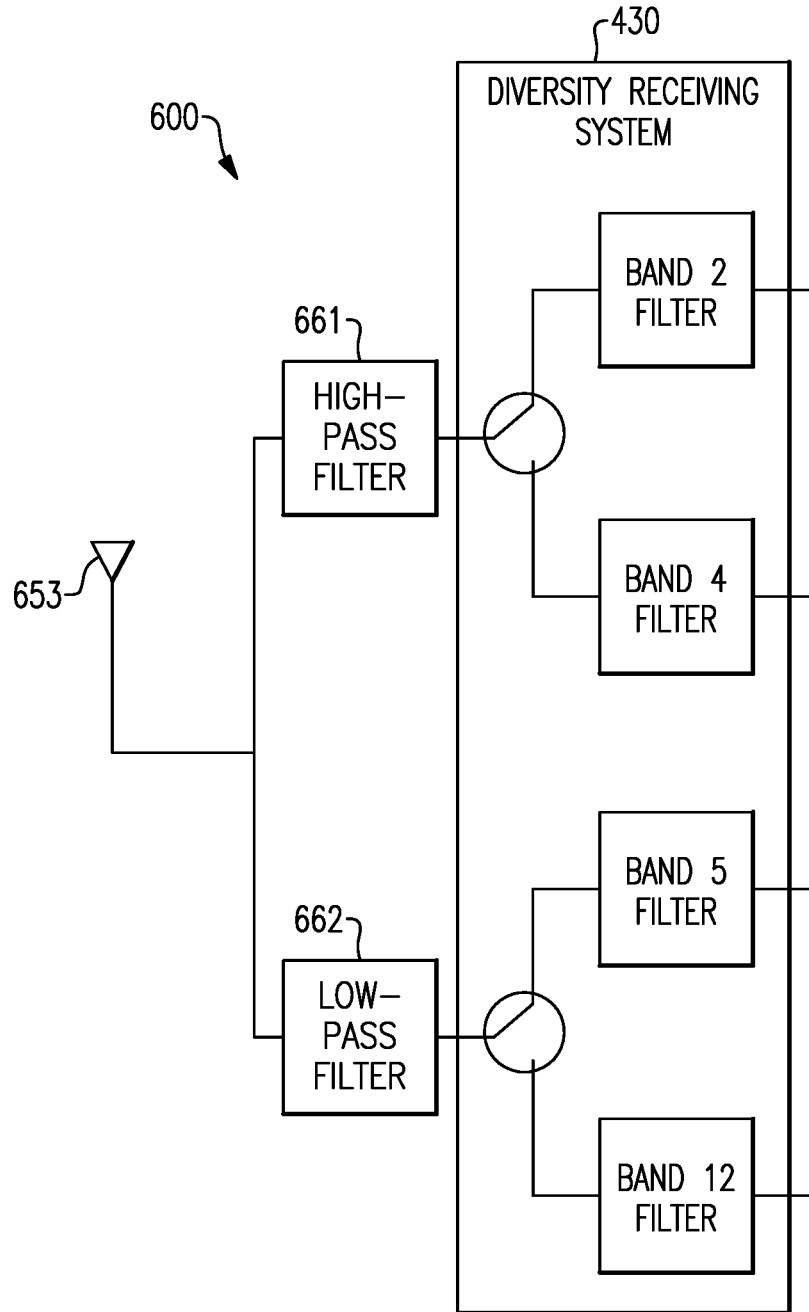 430
DIVERSITY RECEIVING
SYSTEM
600
BAND 2
FILTER
661
HIGH-
PASS
FILTER
653
BAND 4
FILTER
BAND 5
FILTER
662
LOW-
PASS
FILTER
BAND 12
FILTER